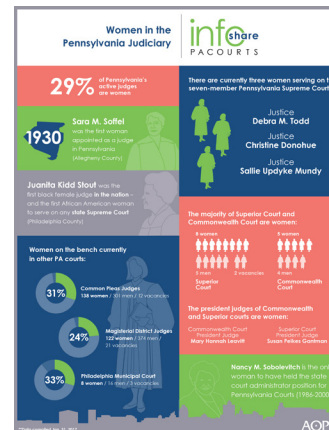 Women in the
Pennsylvania Judiciary
info
share
PACOURTS
29%
of Pennsylvania's
active judges
are women
1930
Sara M. Soffel
was the first woman
appointed as a judge
in Pennsylvania
(Allegheny County)
Juanita Kidd Stout was the
first black female judge in the nation -
and the first African American woman
to serve on any state Supreme Court
(Philadelphia County)
Women on the bench currently
in other PA courts:
31%
Common Pleas Judges
138 women / 301 men / 12 vacancies
24%
Magisterial District Judges
122 women / 374 men /
21 vacancies
33%
Philadelphia Municipal Court
8 women / 16 men / 3 vacancies
There are currently three women serving on t
seven-member Pennsylvania Supreme Court
Justice
Debra M. Todd
Justice
Christine Donohue
Justice
Sallie Updyke Mundy
The majority of Superior Court and
Commonwealth Court are women:
8 women
5 men
2 vacancies
Superior
Court
5 women
4 men
Commonwealth
Court
The president judges of Commonwealth
and Superior courts are women:
Commonwealth Court
President Judge
Mary Hannah Leavitt
Superior Court
President Judge
Susan Peikes Gantman
Nancy M. Sobolevitch is the onl
woman to have held the state
court administrator position for
Pennsylvania Courts (1986-2000
AOP